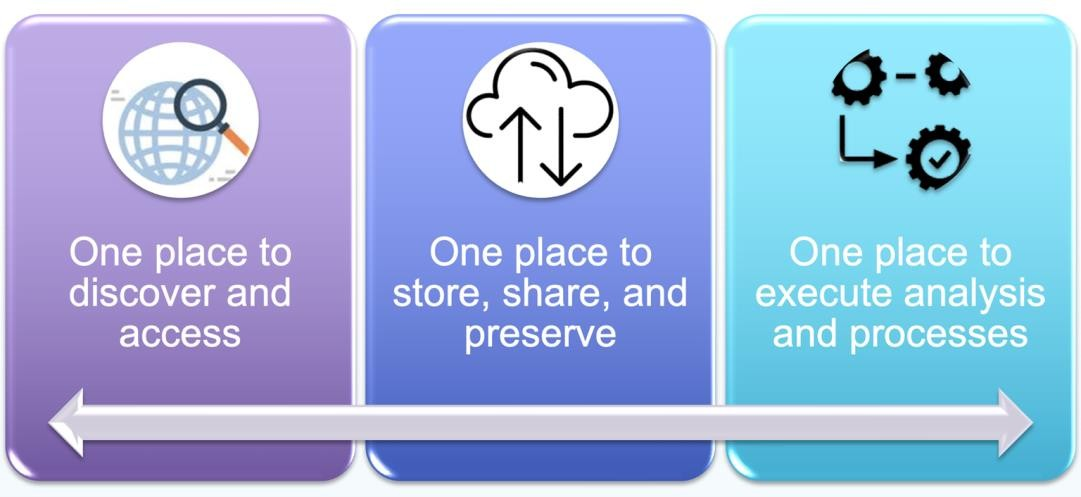 One place to
discover and
access
One place to
store, share, and
preserve
One place to
execute analysis
and processes